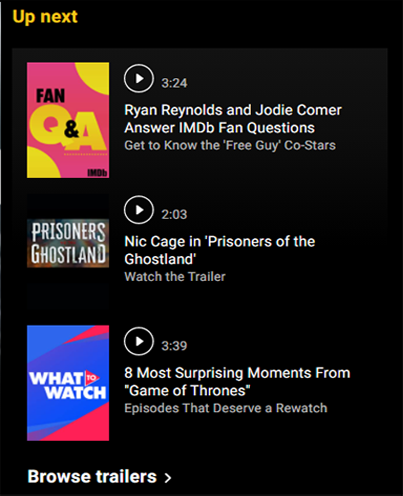 Up next
FAN
Q&A
IMDb
3:24
Ryan Reynolds and Jodie Comer
Answer IMDb Fan Questions
Get to Know the 'Free Guy' Co-Stars
PRISONERS
GHOSTLAND
2:03
Nic Cage in 'Prisoners of the
Ghostland'
Watch the Trailer
WHAT TO
WATCH
3:39
8 Most Surprising Moments From
"Game of Thrones"
Episodes That Deserve a Rewatch
Browse trailers